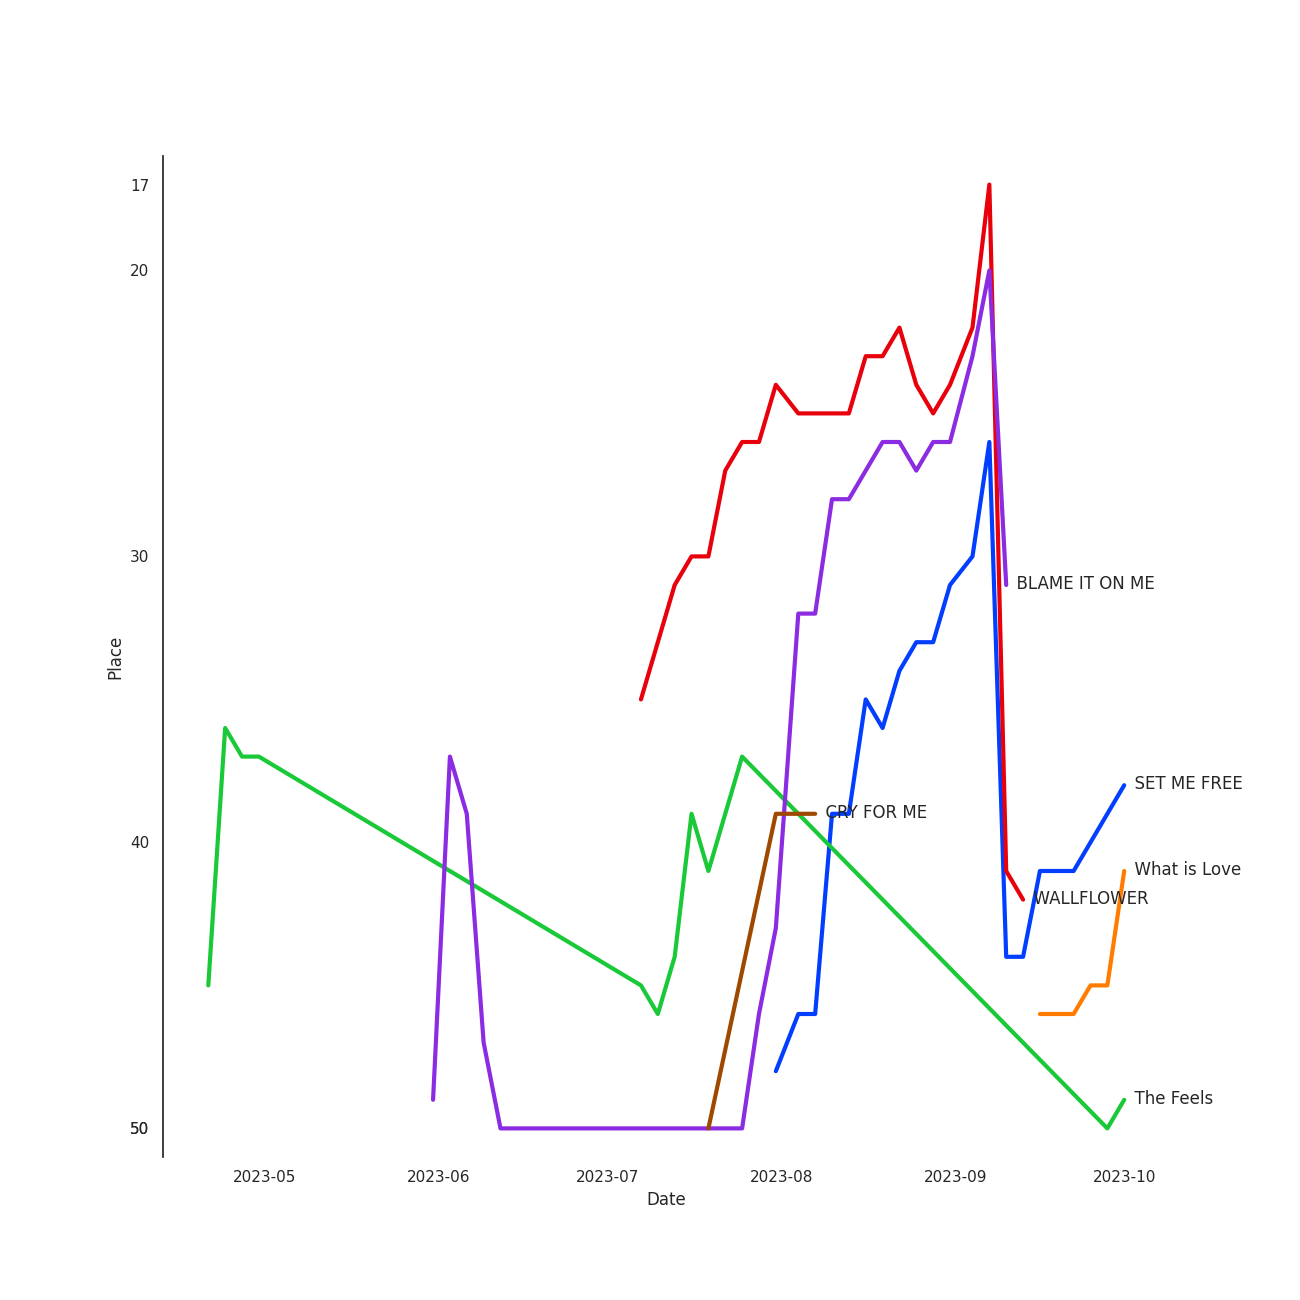 17
20
30
40
50
Place
BLAME IT ON ME
SET ME FREE
CRY FOR ME
What is Love
WALLFLOWER
The Feels
2023-05
2023-06
2023-07
2023-08
2023-09
2023-10
Date